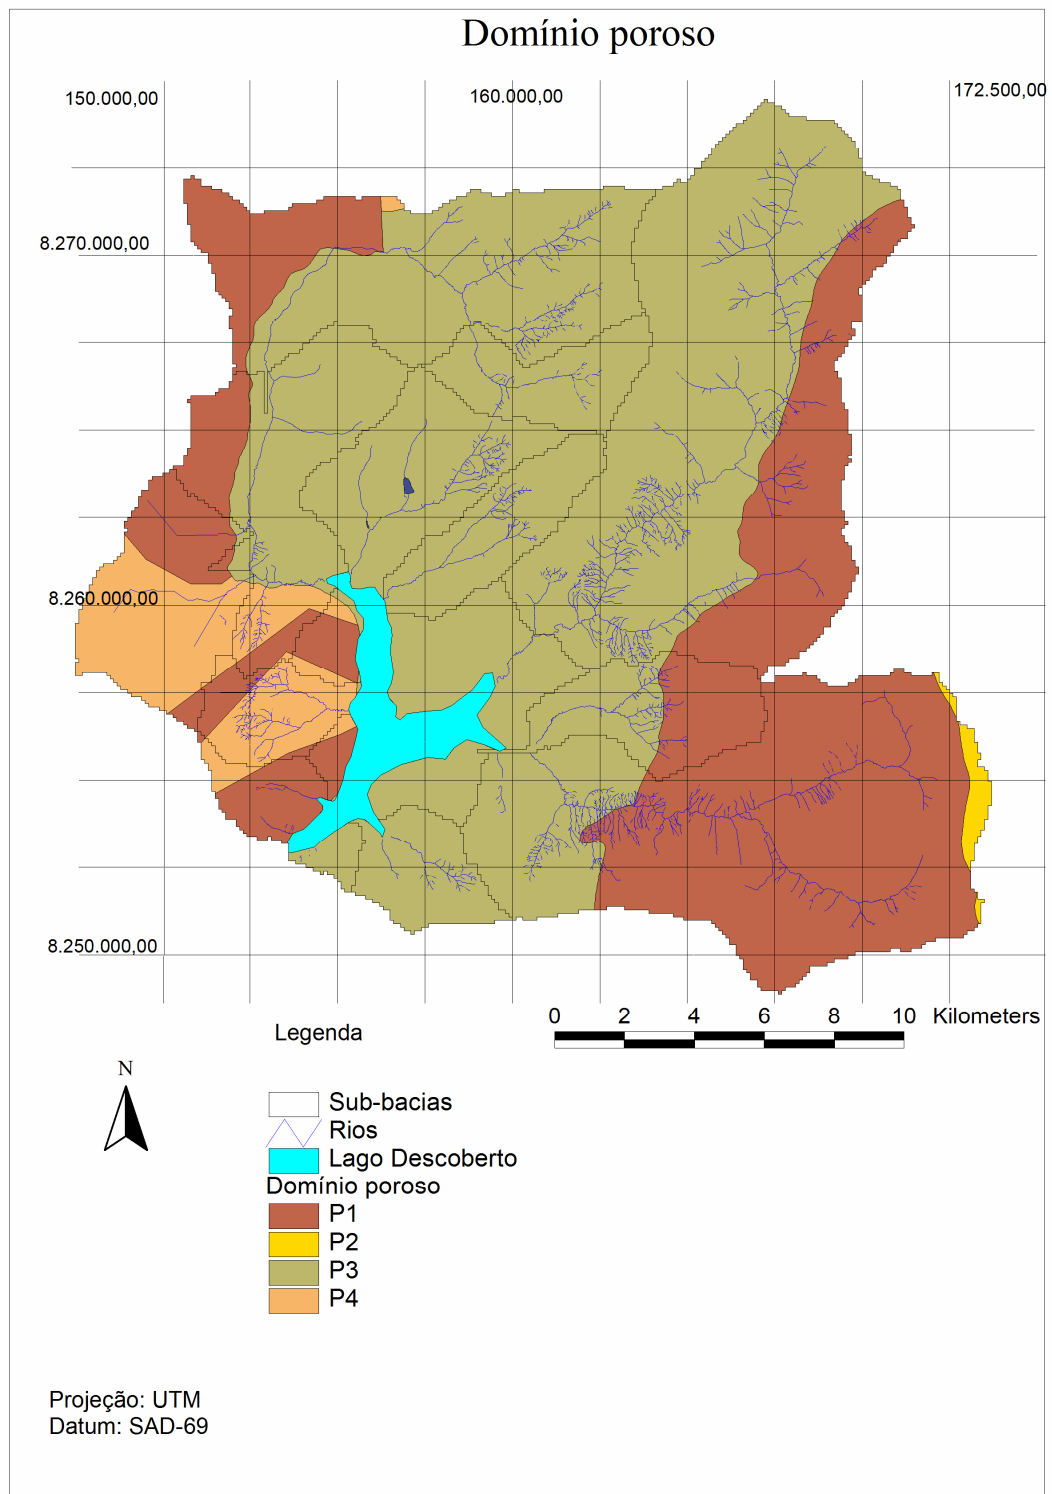 Domínio poroso
150.000,00
160.000,00
172.500,00
8.270.000,00
8.260.000,00
8.250.000,00
0 2 4 6 8 10 Kilometers
Legenda
N
Sub-bacias
Rios
Lago Descoberto
Domínio poroso
P1
P2
P3
P4
Projeção: UTM
Datum: SAD-69